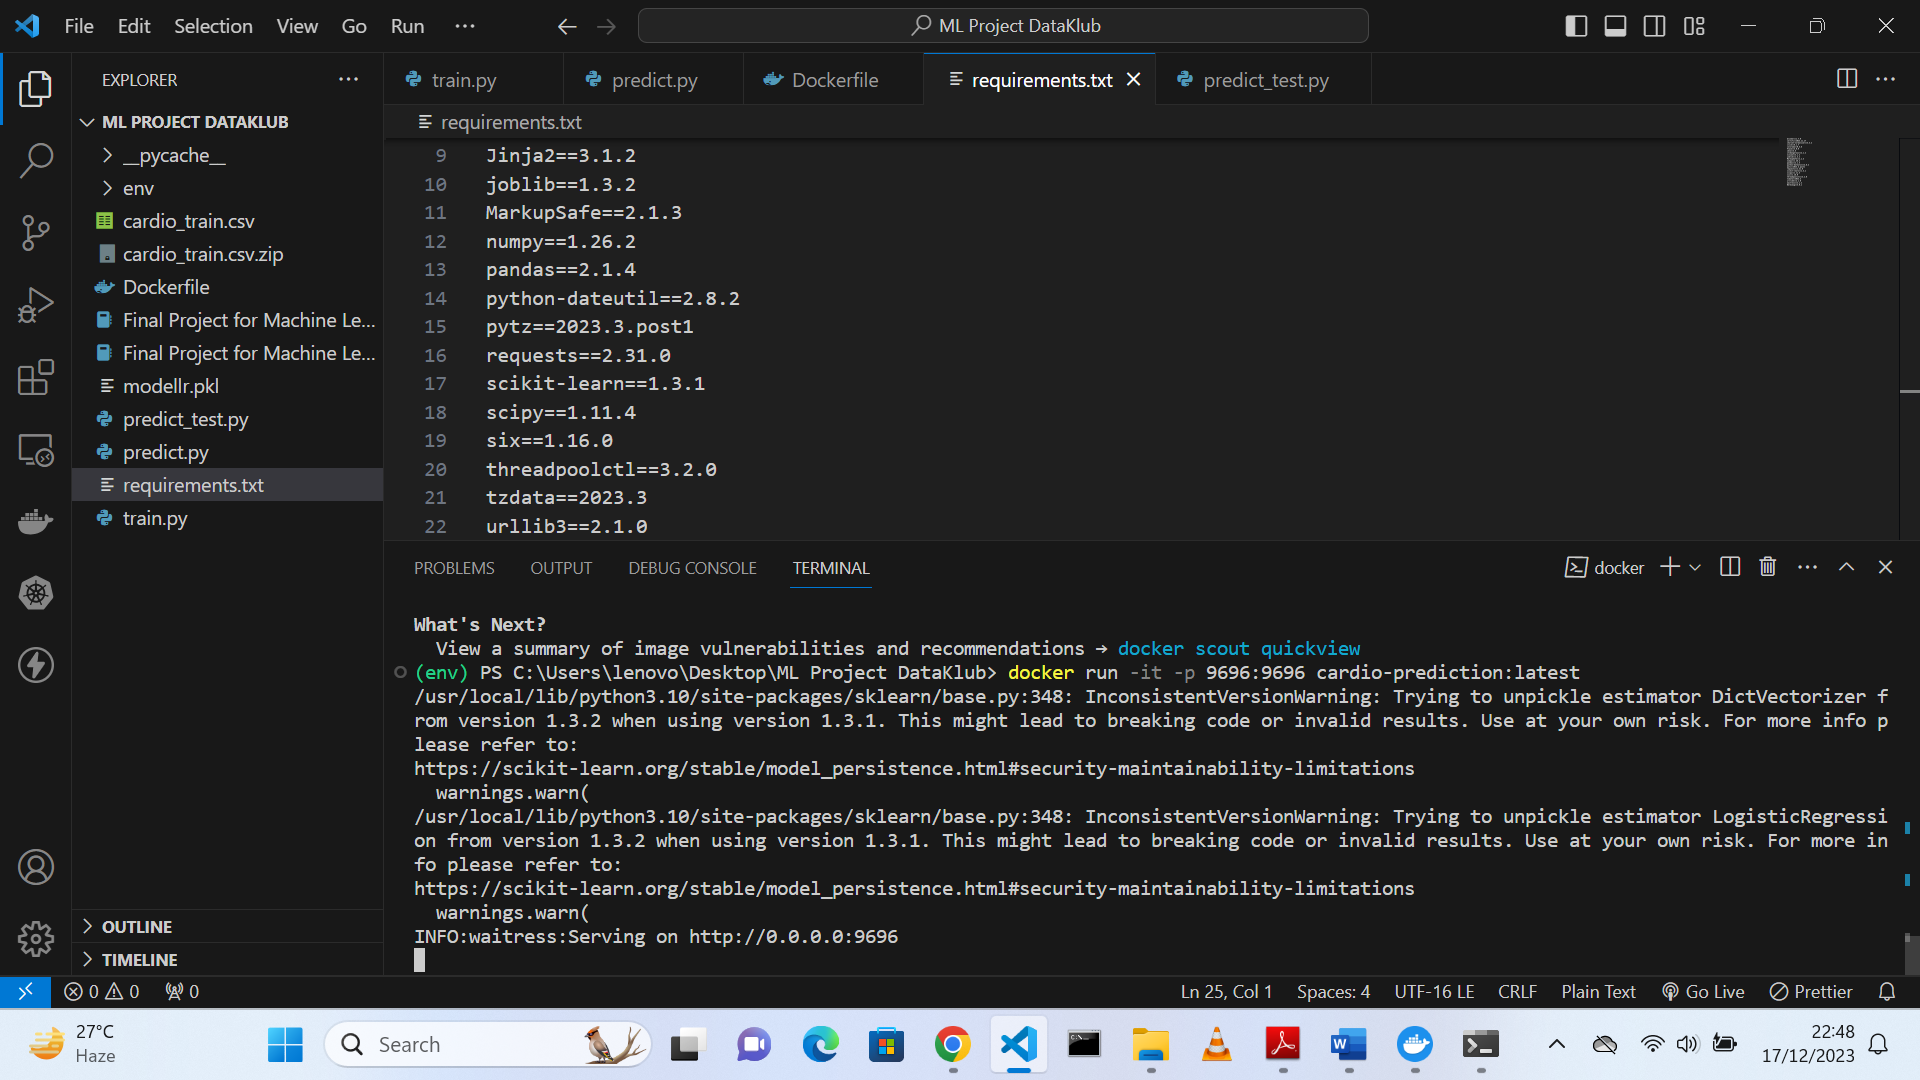 File Edit Selection View Go Run ··· ML Project DataKlub
EXPLORER
train.py predict.py Dockerfile requirements.txt predict_test.py
ML PROJECT DATAKLUB
requirements.txt
__pycache__
env
cardio_train.csv
cardio_train.csv.zip
Dockerfile
Final Project for Machine Le...
Final Project for Machine Le...
modellr.pkl
predict_test.py
predict.py
requirements.txt
train.py
9 Jinja2==3.1.2
10 joblib==1.3.2
11 MarkupSafe==2.1.3
12 numpy==1.26.2
13 pandas==2.1.4
14 python-dateutil==2.8.2
15 pytz==2023.3.post1
16 requests==2.31.0
17 scikit-learn==1.3.1
18 scipy==1.11.4
19 six==1.16.0
20 threadpoolctl==3.2.0
21 tzdata==2023.3
22 urllib3==2.1.0
PROBLEMS OUTPUT DEBUG CONSOLE TERMINAL docker
What's Next?
View a summary of image vulnerabilities and recommendations → docker scout quickview
(env) PS C:\Users\lenovo\Desktop\ML Project DataKlub> docker run -it -p 9696:9696 cardio-prediction:latest
/usr/local/lib/python3.10/site-packages/sklearn/base.py:348: InconsistentVersionWarning: Trying to unpickle estimator DictVectorizer f
rom version 1.3.2 when using version 1.3.1. This might lead to breaking code or invalid results. Use at your own risk. For more info p
lease refer to:
https://scikit-learn.org/stable/model_persistence.html#security-maintainability-limitations
warnings.warn(
/usr/local/lib/python3.10/site-packages/sklearn/base.py:348: InconsistentVersionWarning: Trying to unpickle estimator LogisticRegressi
on from version 1.3.2 when using version 1.3.1. This might lead to breaking code or invalid results. Use at your own risk. For more in
fo please refer to:
https://scikit-learn.org/stable/model_persistence.html#security-maintainability-limitations
warnings.warn(
INFO:waitress:Serving on http://0.0.0.0:9696
OUTLINE
TIMELINE
0 0 0 Ln 25, Col 1 Spaces: 4 UTF-16 LE CRLF Plain Text Go Live Prettier
27°C
Haze
Search
22:48
17/12/2023